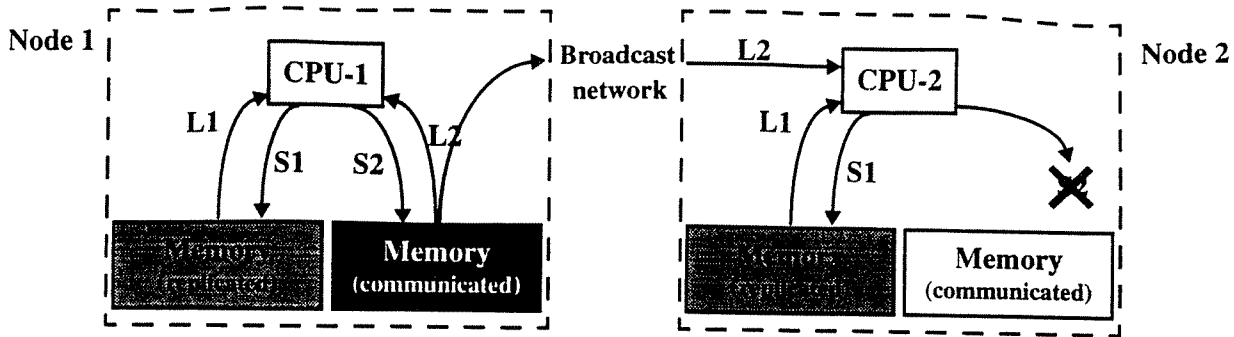 Node 1
CPU-1
L1
S1
S2
L2
Memory
(replicated)
Memory
(communicated)
Broadcast
network
L2
CPU-2
Node 2
L1
S1
Memory
Memory
(communicated)